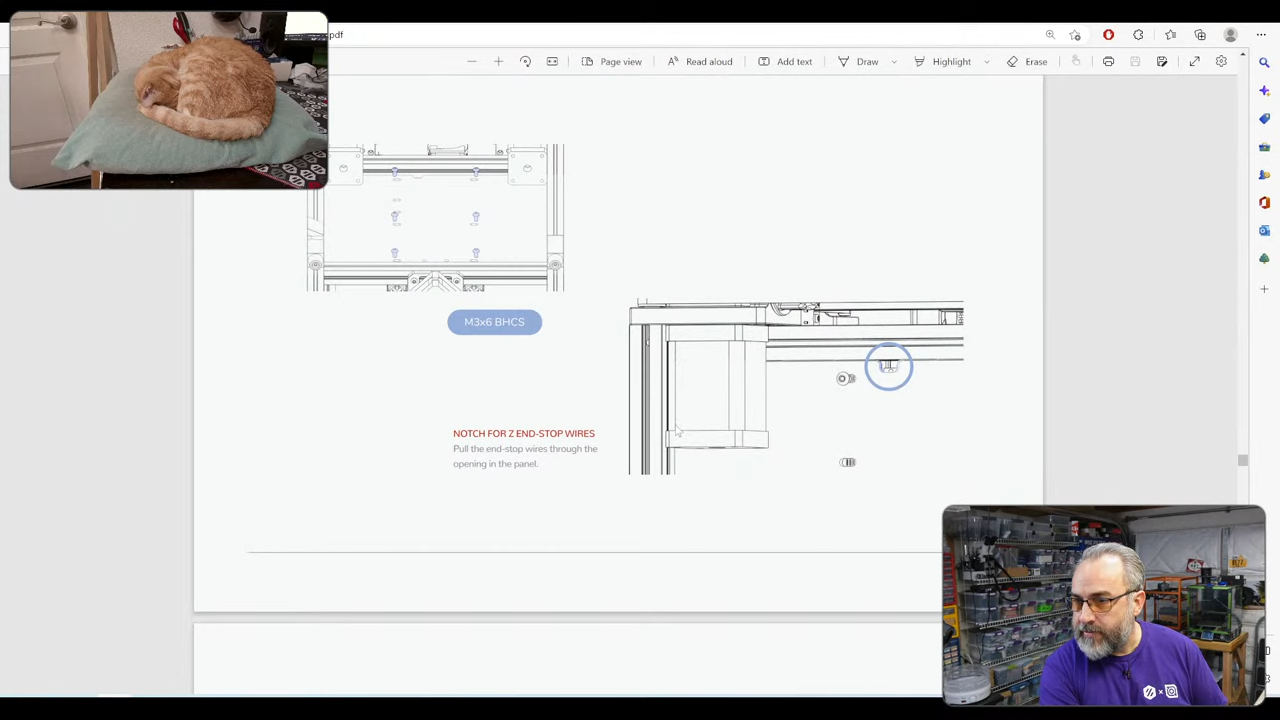 pdf
Page view
Read aloud
Add text
Draw
Highlight
Erase
M3x6 BHCS
NOTCH FOR Z END-STOP WIRES
Pull the end-stop wires through the
opening in the panel.